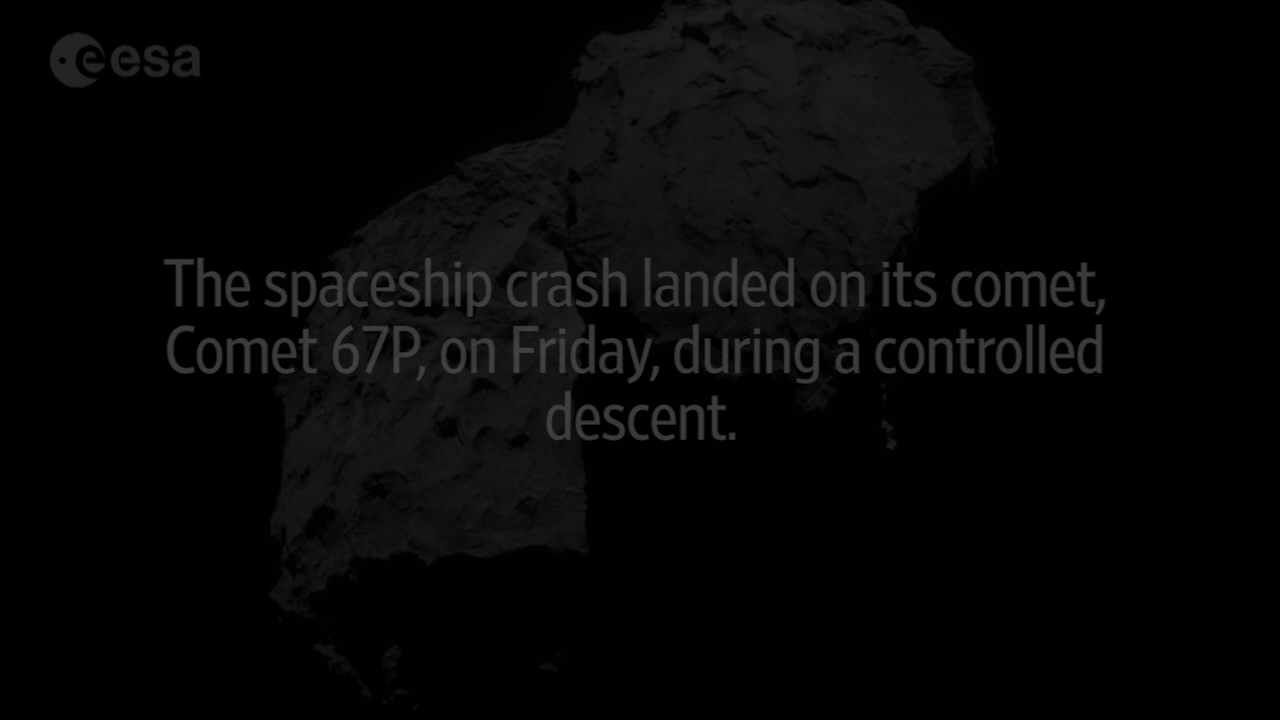 esa
The spaceship crash landed on its comet,
Comet 67P, on Friday, during a controlled
descent.